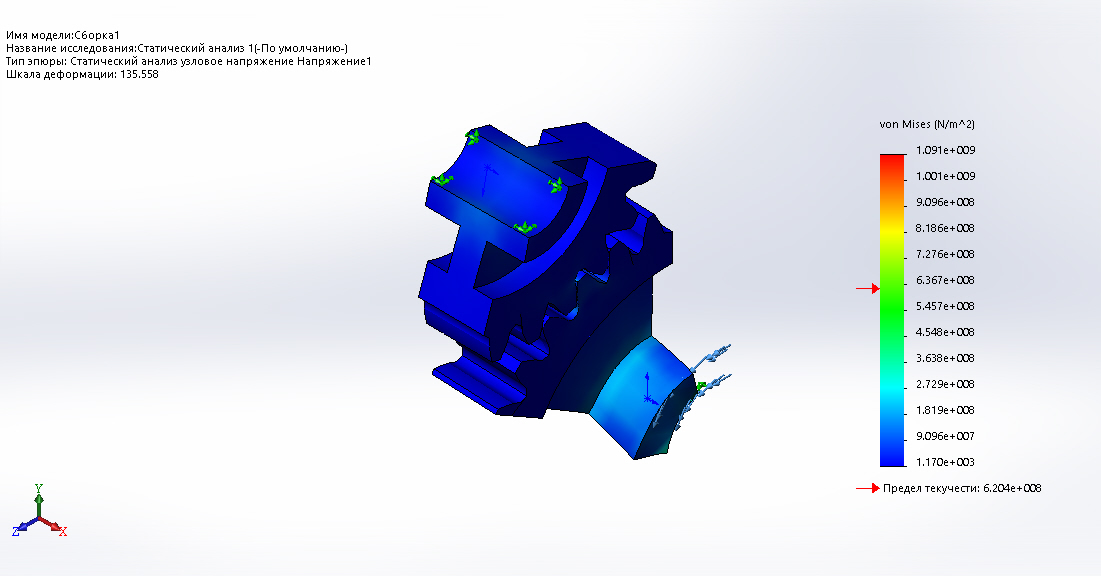 Имя модели:Сборка1
Название исследования:Статический анализ 1(-По умолчанию-)
Тип эпюры: Статический анализ узловое напряжение Напряжение1
Шкала деформации: 135.558
von Mises (N/m^2)
1.091e+009
1.001e+009
9.096e+008
8.186e+008
7.276e+008
6.367e+008
5.457e+008
4.548e+008
3.638e+008
2.729e+008
1.819e+008
9.096e+007
1.170e+003
Предел текучести: 6.204e+008
Y
Z
X